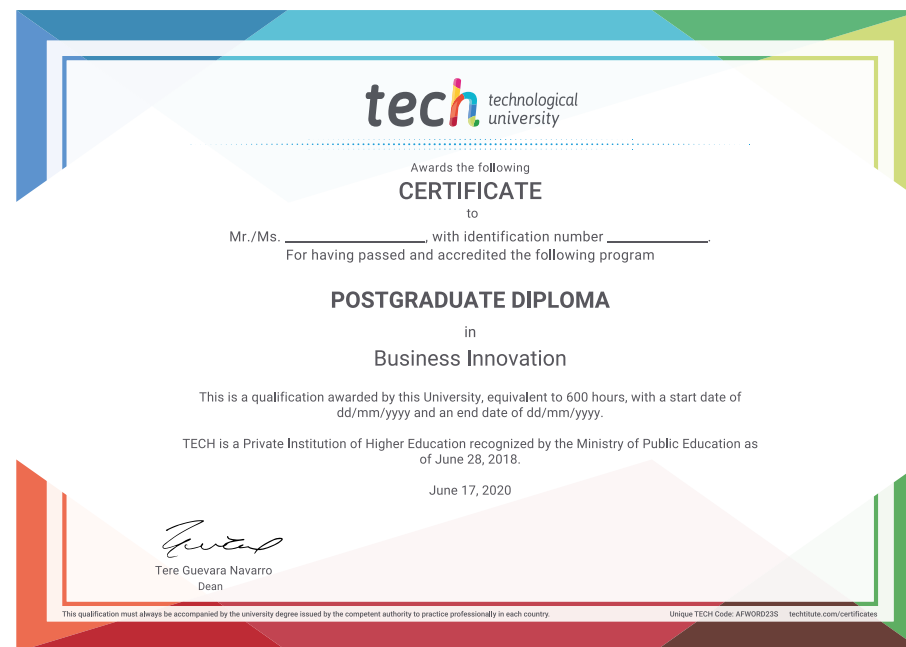 tech technological
university
Awards the following
CERTIFICATE
to
Mr./Ms. ____________________, with identification number ______________.
For having passed and accredited the following program
POSTGRADUATE DIPLOMA
in
Business Innovation
This is a qualification awarded by this University, equivalent to 600 hours, with a start date of
dd/mm/yyyy and an end date of dd/mm/yyyy.
TECH is a Private Institution of Higher Education recognized by the Ministry of Public Education as
of June 28, 2018.
June 17, 2020
Tere Guevara Navarro
Dean
This qualification must always be accompanied by the university degree issued by the competent authority to practice professionally in each country. Unique TECH Code: AFWORD23S techtitute.com/certificates